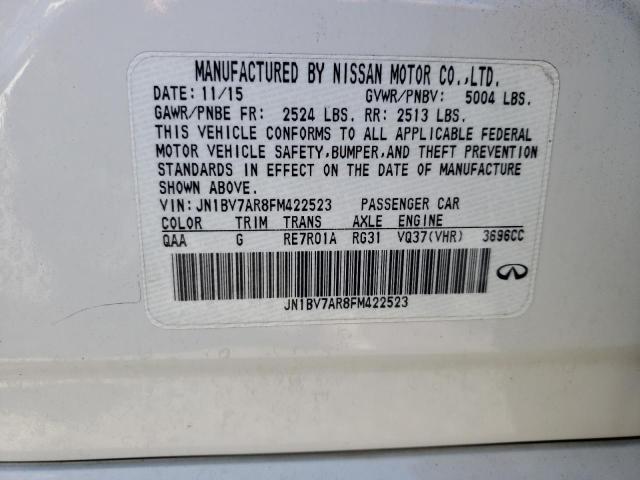 MANUFACTURED BY NISSAN MOTOR CO.,LTD.
DATE: 11/15 GVWR/PNBV: 5004 LBS.
GAWR/PNBE FR: 2524 LBS. RR: 2513 LBS.
THIS VEHICLE CONFORMS TO ALL APPLICABLE FEDERAL
MOTOR VEHICLE SAFETY,BUMPER,AND THEFT PREVENTION
STANDARDS IN EFFECT ON THE DATE OF MANUFACTURE
SHOWN ABOVE.
VIN: JN1BV7AR8FM422523 PASSENGER CAR
COLOR TRIM TRANS AXLE ENGINE
QAA G RE7R01A RG31 VQ37(VHR) 3696CC
JN1BV7AR8FM422523